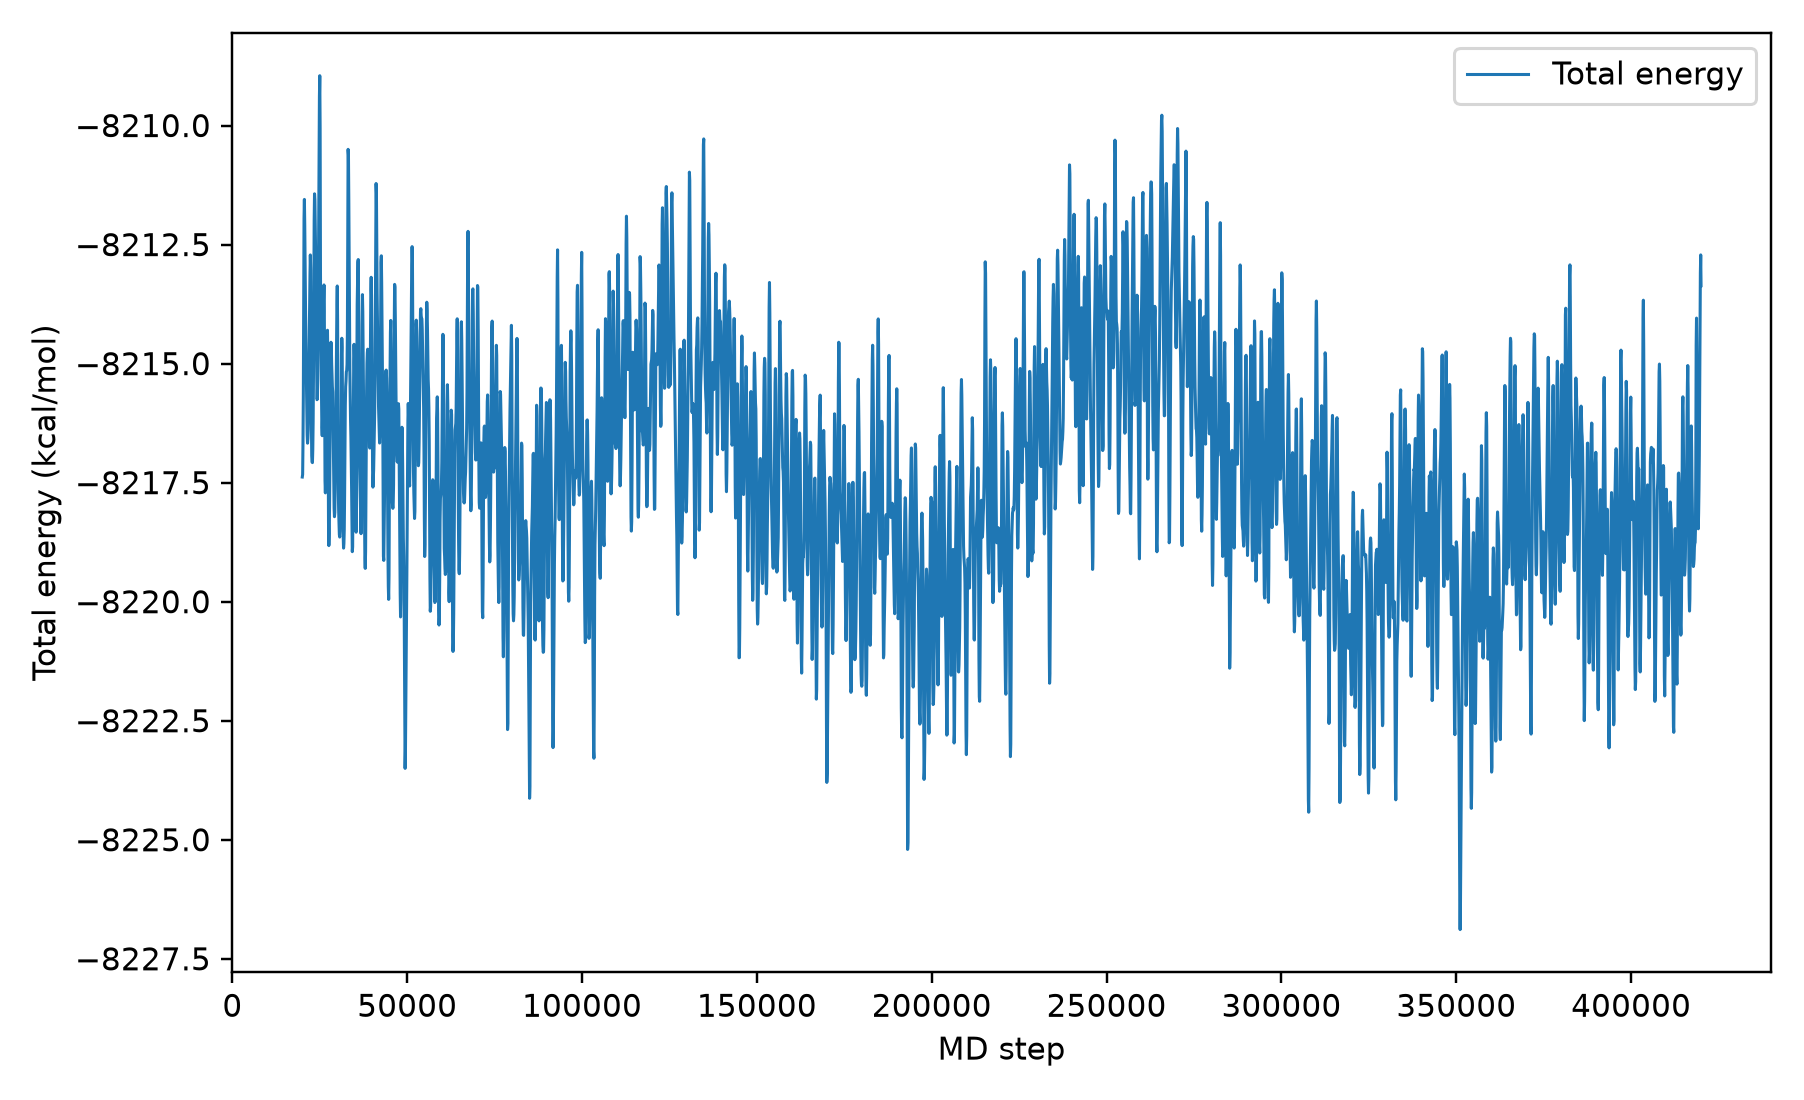 Total energy
−8210.0
−8212.5
−8215.0
−8217.5
−8220.0
−8222.5
−8225.0
−8227.5
Total energy (kcal/mol)
0 50000 100000 150000 200000 250000 300000 350000 400000
MD step